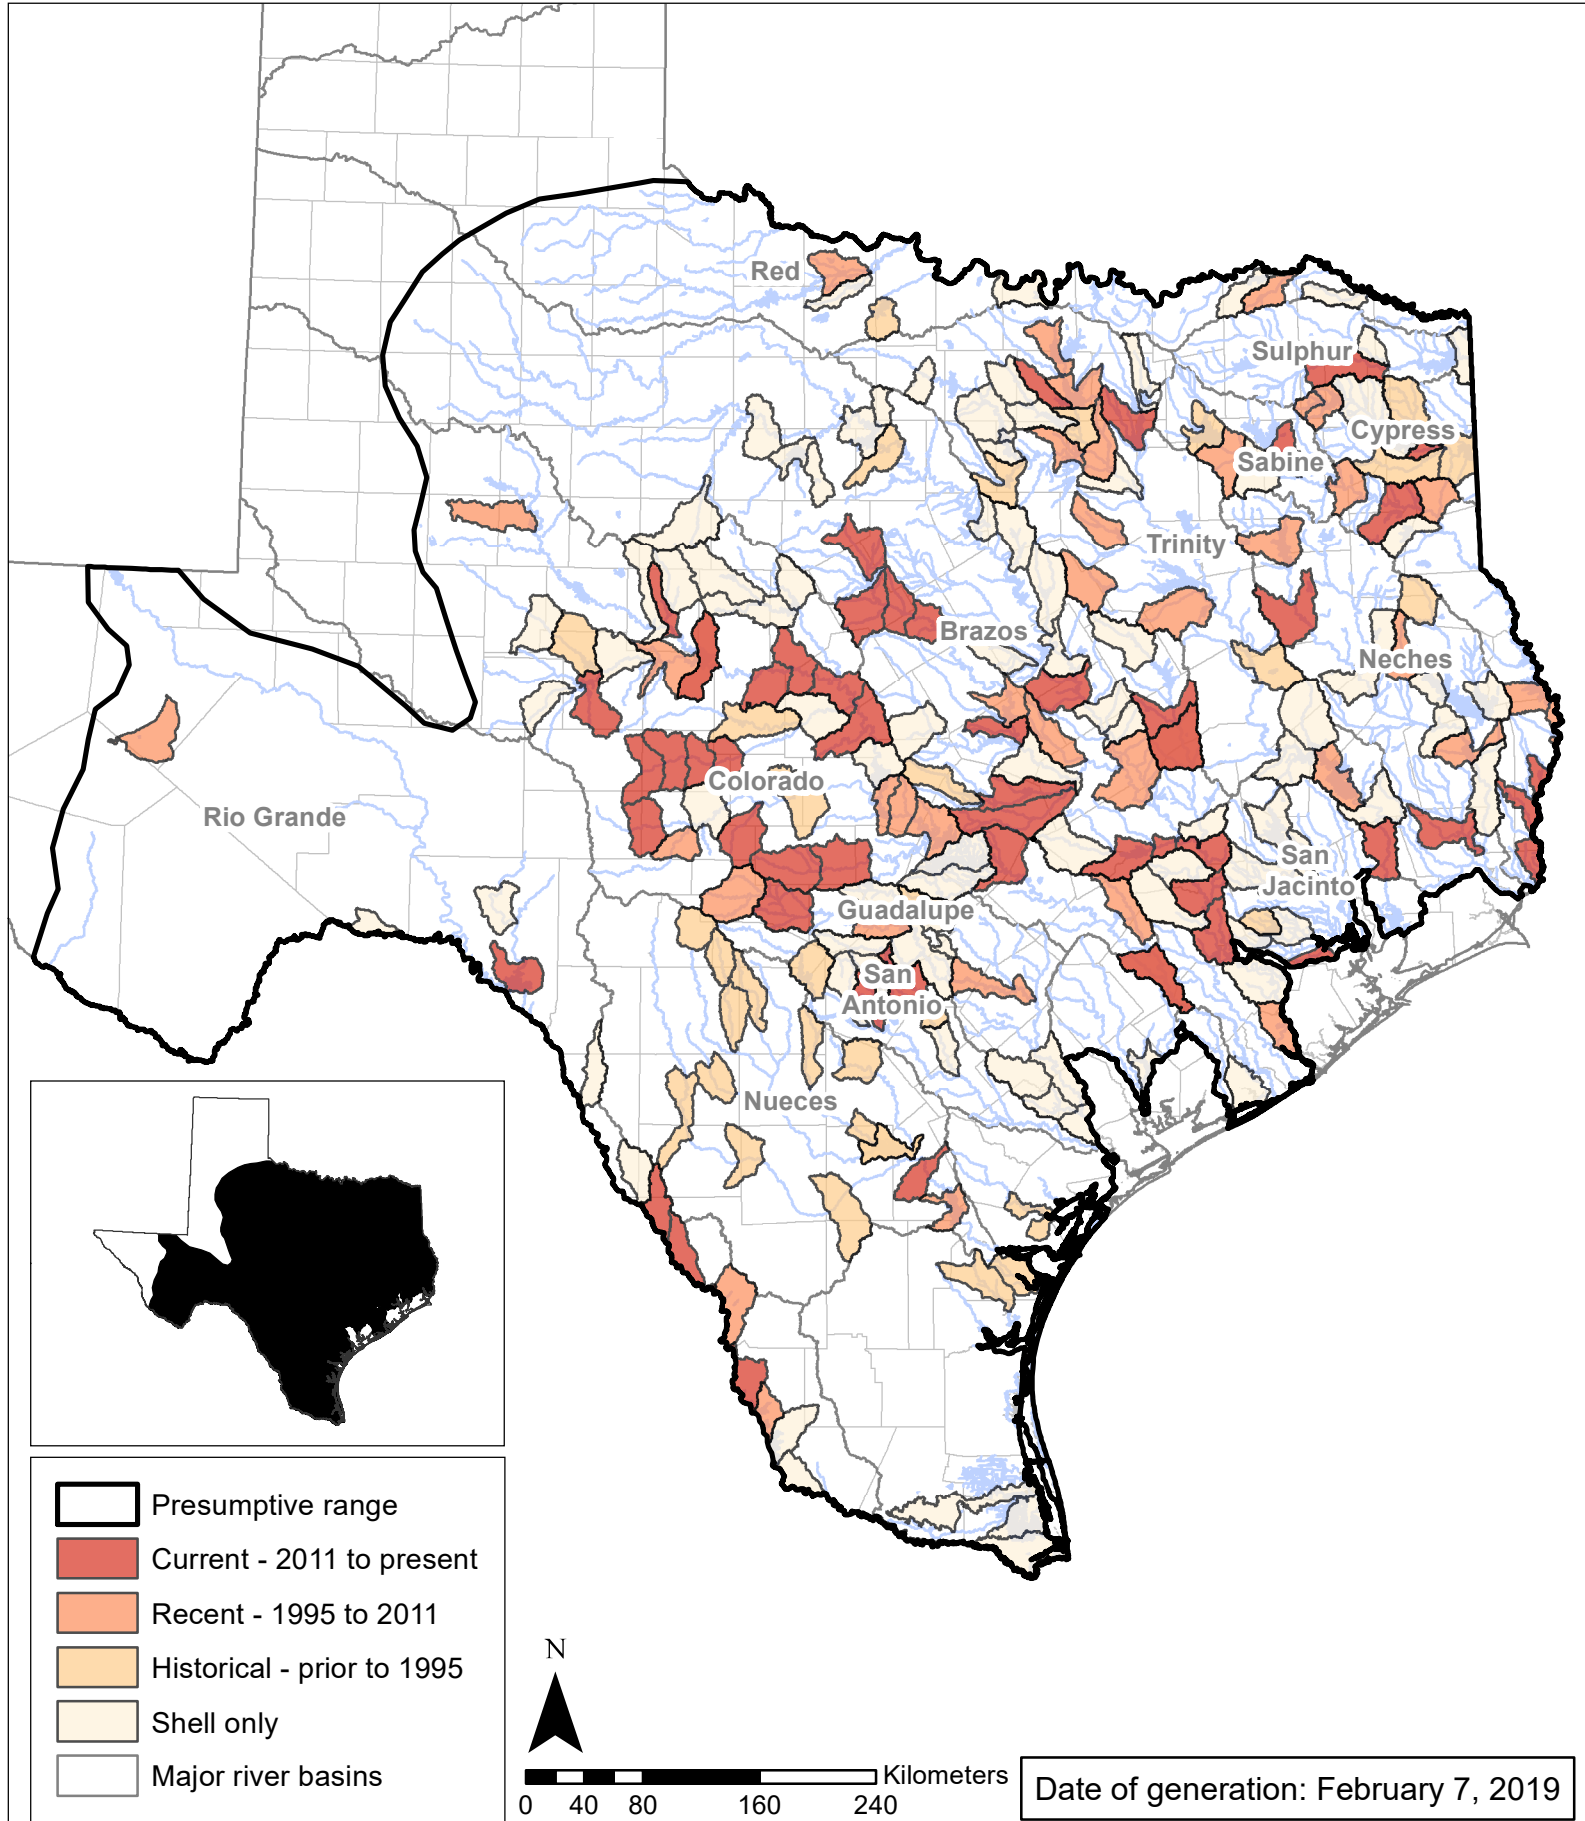 Red
Sulphur
Cypress
Sabine
Trinity
Brazos
Neches
Colorado
Rio Grande
San
Jacinto
Guadalupe
San
Antonio
Nueces
Presumptive range
Current - 2011 to present
Recent - 1995 to 2011
Historical - prior to 1995
Shell only
Major river basins
N
Kilometers
0 40 80 160 240
Date of generation: February 7, 2019